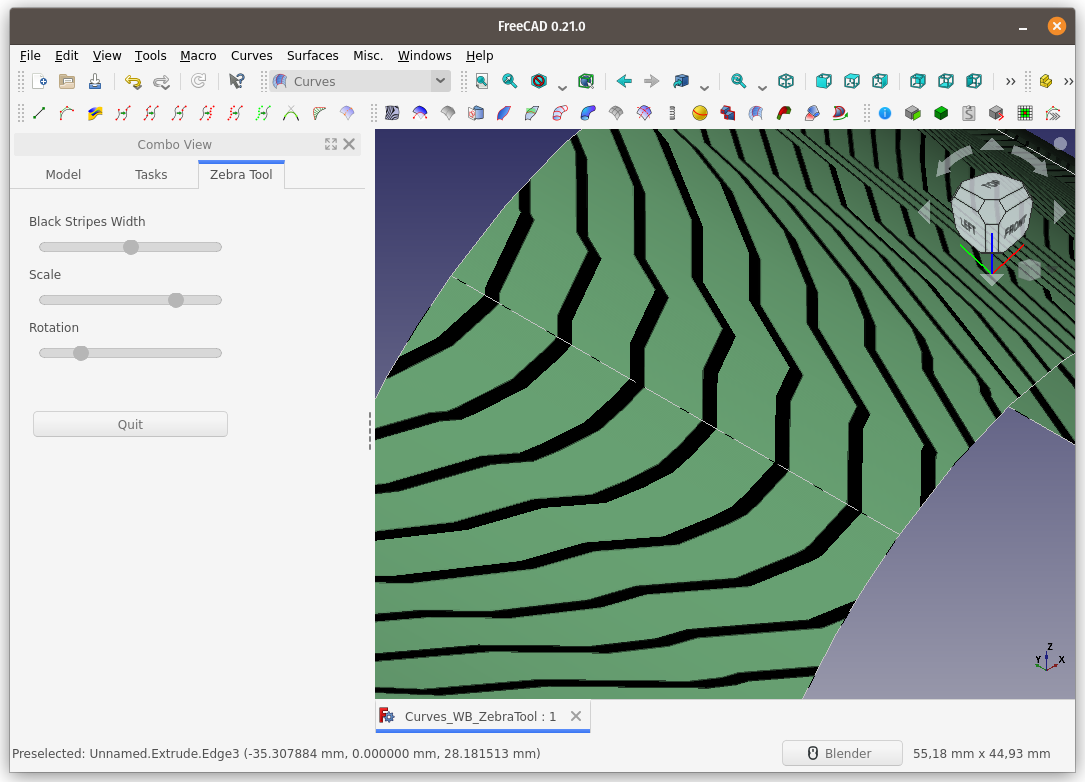 FreeCAD 0.21.0
File Edit View Tools Macro Curves Surfaces Misc. Windows Help
Curves
Combo View
Model Tasks Zebra Tool
Black Stripes Width
Scale
Rotation
Quit
TOP
LEFT FRONT
Z
Y X
Curves_WB_ZebraTool : 1
Preselected: Unnamed.Extrude.Edge3 (-35.307884 mm, 0.000000 mm, 28.181513 mm)
Blender
55,18 mm x 44,93 mm